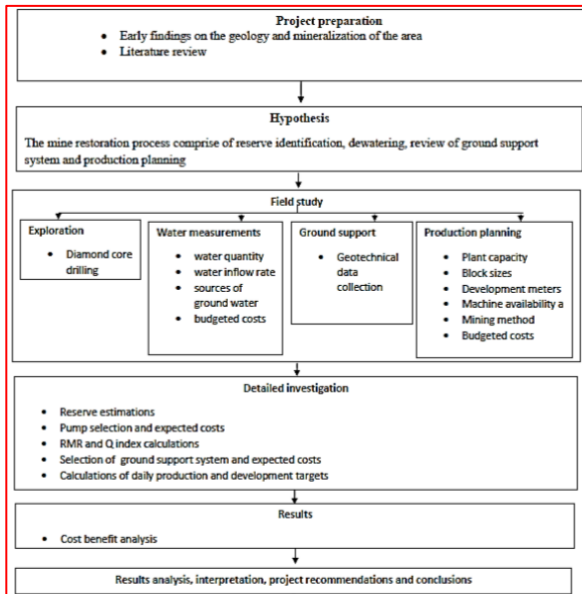 Project preparation
Early findings on the geology and mineralization of the area
Literature review
Hypothesis
The mine restoration process comprise of reserve identification, dewatering, review of ground support
system and production planning
Field study
Exploration
Diamond core
drilling
Water measurements
water quantity
water inflow rate
sources of
ground water
budgeted costs
Ground support
Geotechnical
data
collection
Production planning
Plant capacity
Block sizes
Development meters
Machine availability a
Mining method
Budgeted costs
Detailed investigation
Reserve estimations
Pump selection and expected costs
RMR and Q index calculations
Selection of ground support system and expected costs
Calculations of daily production and development targets
Results
Cost benefit analysis
Results analysis, interpretation, project recommendations and conclusions